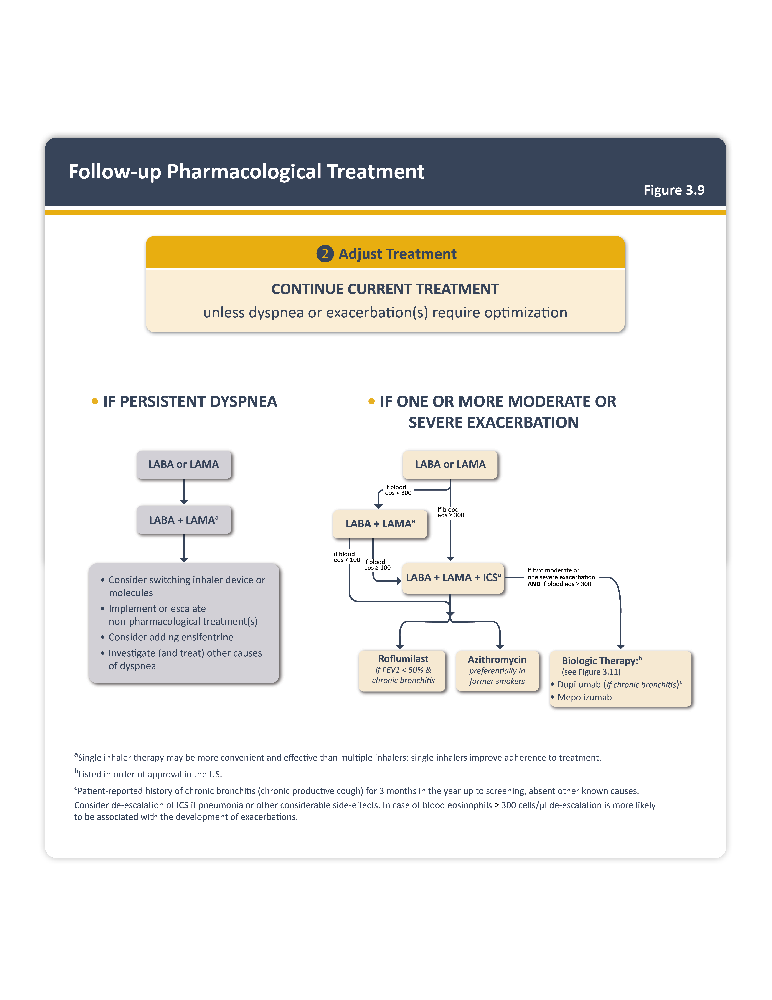 Follow-up Pharmacological Treatment
Figure 3.9
2 Adjust Treatment
CONTINUE CURRENT TREATMENT
unless dyspnea or exacerbation(s) require optimization
• IF PERSISTENT DYSPNEA
LABA or LAMA
LABA + LAMAᵃ
• Consider switching inhaler device or
molecules
• Implement or escalate
non-pharmacological treatment(s)
• Consider adding ensifentrine
• Investigate (and treat) other causes
of dyspnea
• IF ONE OR MORE MODERATE OR
SEVERE EXACERBATION
LABA or LAMA
if blood
eos < 300
if blood
eos ≥ 300
LABA + LAMAᵃ
if blood
eos < 100
if blood
eos ≥ 100
LABA + LAMA + ICSᵃ
if two moderate or
one severe exacerbation
AND if blood eos ≥ 300
Roflumilast
if FEV1 < 50% &
chronic bronchitis
Azithromycin
preferentially in
former smokers
Biologic Therapy:ᵇ
(see Figure 3.11)
• Dupilumab (if chronic bronchitis)ᶜ
• Mepolizumab
ᵃSingle inhaler therapy may be more convenient and effective than multiple inhalers; single inhalers improve adherence to treatment.
ᵇListed in order of approval in the US.
ᶜPatient-reported history of chronic bronchitis (chronic productive cough) for 3 months in the year up to screening, absent other known causes.
Consider de-escalation of ICS if pneumonia or other considerable side-effects. In case of blood eosinophils ≥ 300 cells/µl de-escalation is more likely
to be associated with the development of exacerbations.